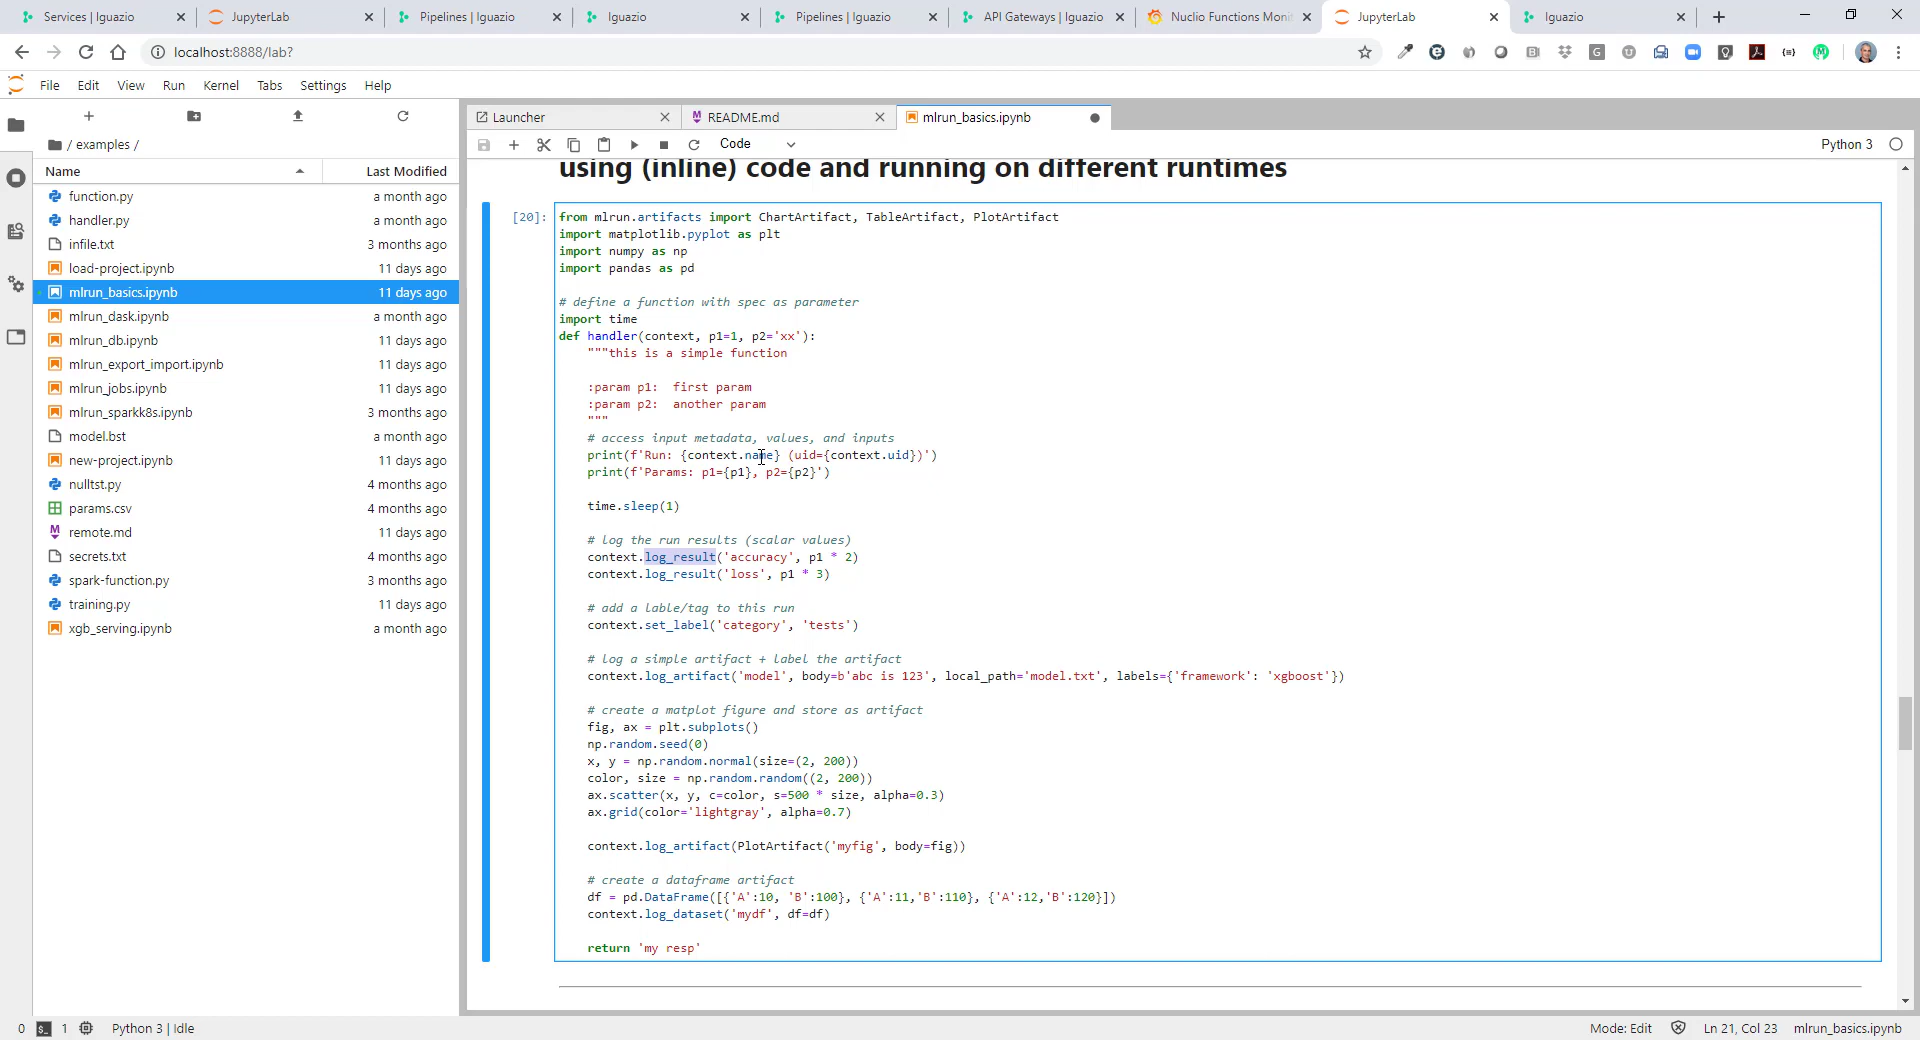 Services | Iguazio
JupyterLab
Pipelines | Iguazio
Iguazio
Pipelines | Iguazio
API Gateways | Iguazio
Nuclio Functions Monit
JupyterLab
Iguazio
localhost:8888/lab?
File Edit View Run Kernel Tabs Settings Help
Launcher
README.md
mlrun_basics.ipynb
/ examples /
Code
Python 3
Name Last Modified
function.py a month ago
handler.py a month ago
infile.txt 3 months ago
load-project.ipynb 11 days ago
mlrun_basics.ipynb 11 days ago
mlrun_dask.ipynb a month ago
mlrun_db.ipynb 11 days ago
mlrun_export_import.ipynb 11 days ago
mlrun_jobs.ipynb 11 days ago
mlrun_sparkk8s.ipynb 3 months ago
model.bst a month ago
new-project.ipynb 11 days ago
nulltst.py 4 months ago
params.csv 4 months ago
remote.md 11 days ago
secrets.txt 4 months ago
spark-function.py 3 months ago
training.py 11 days ago
xgb_serving.ipynb a month ago
using (inline) code and running on different runtimes
[20]:
from mlrun.artifacts import ChartArtifact, TableArtifact, PlotArtifact
import matplotlib.pyplot as plt
import numpy as np
import pandas as pd
# define a function with spec as parameter
import time
def handler(context, p1=1, p2='xx'):
"""this is a simple function
:param p1:  first param
:param p2:  another param
"""
# access input metadata, values, and inputs
print(f'Run: {context.name} (uid={context.uid})')
print(f'Params: p1={p1}, p2={p2}')
time.sleep(1)
# log the run results (scalar values)
context.log_result('accuracy', p1 * 2)
context.log_result('loss', p1 * 3)
# add a lable/tag to this run
context.set_label('category', 'tests')
# log a simple artifact + label the artifact
context.log_artifact('model', body=b'abc is 123', local_path='model.txt', labels={'framework': 'xgboost'})
# create a matplot figure and store as artifact
fig, ax = plt.subplots()
np.random.seed(0)
x, y = np.random.normal(size=(2, 200))
color, size = np.random.random((2, 200))
ax.scatter(x, y, c=color, s=500 * size, alpha=0.3)
ax.grid(color='lightgray', alpha=0.7)
context.log_artifact(PlotArtifact('myfig', body=fig))
# create a dataframe artifact
df = pd.DataFrame([{'A':10, 'B':100}, {'A':11,'B':110}, {'A':12,'B':120}])
context.log_dataset('mydf', df=df)
return 'my resp'
0 1 Python 3 | Idle
Mode: Edit Ln 21, Col 23 mlrun_basics.ipynb